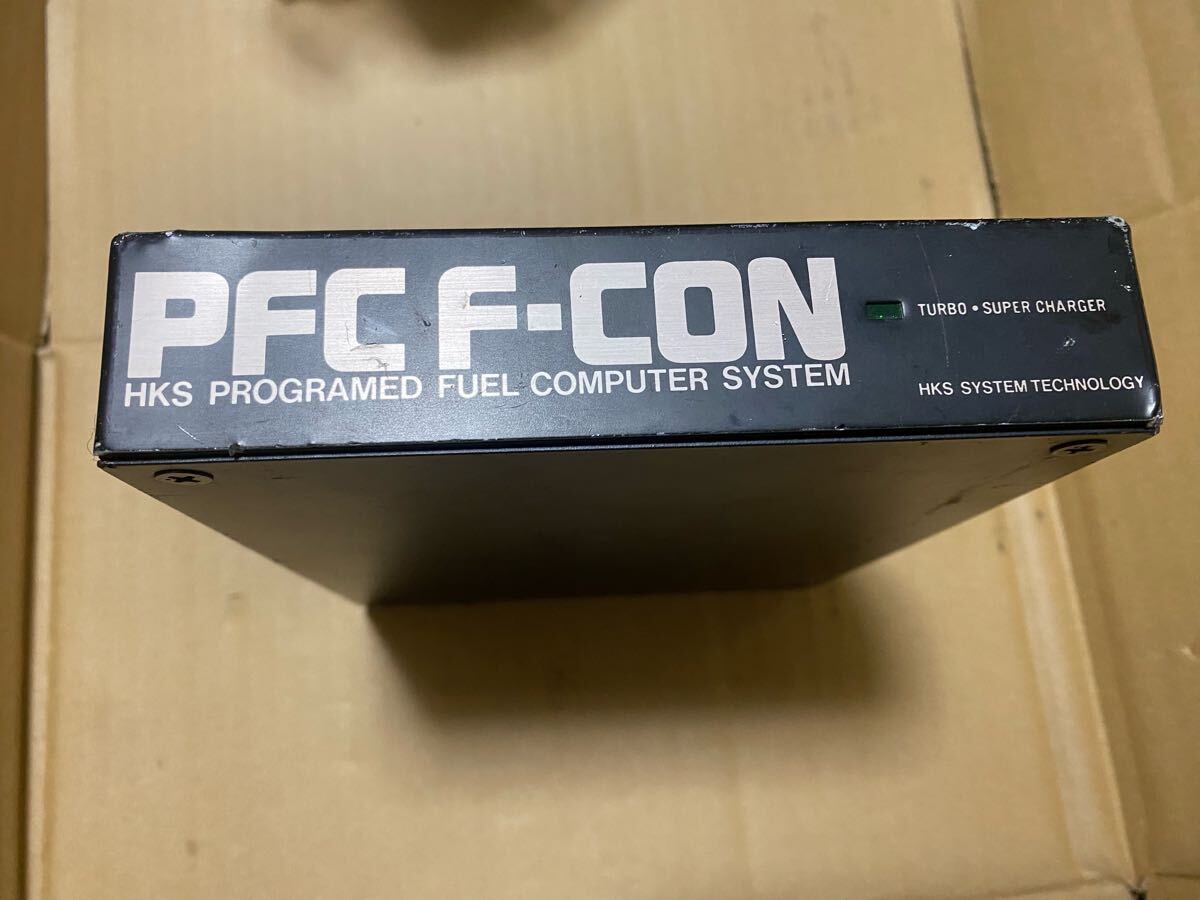 PFC F-CON
HKS PROGRAMED FUEL COMPUTER SYSTEM
TURBO • SUPER CHARGER
HKS SYSTEM TECHNOLOGY